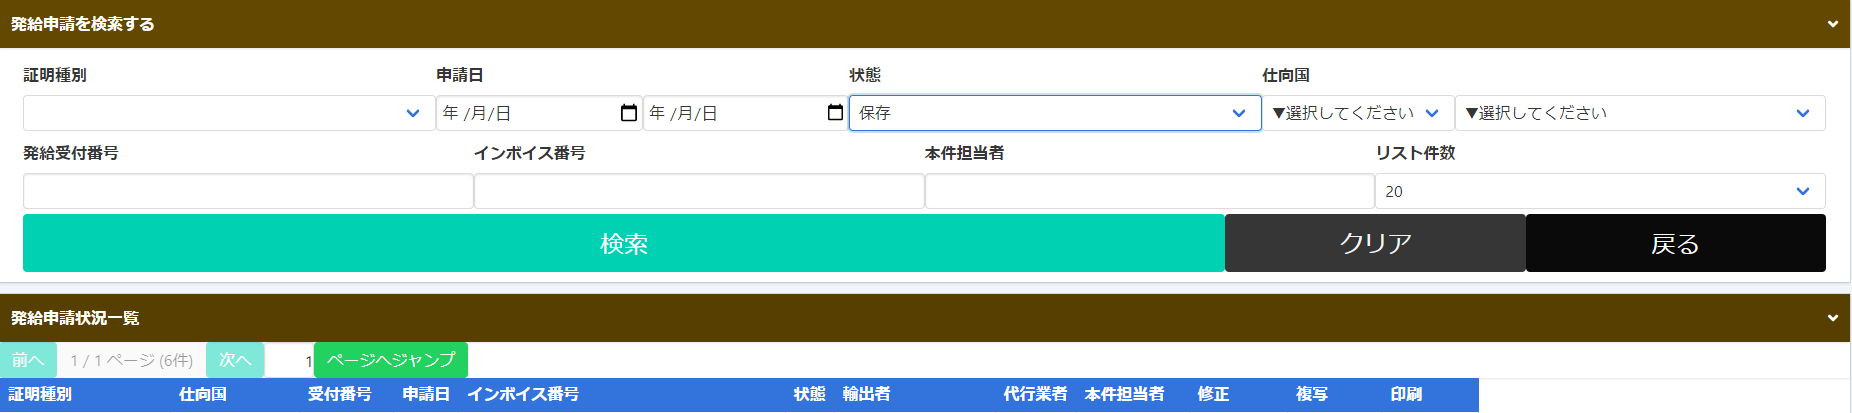 発給申請を検索する
証明種別 申請日 状態 仕向国
年 /月/日 年 /月/日 保存 ▼選択してください ▼選択してください
発給受付番号 インボイス番号 本件担当者 リスト件数
20
検索 クリア 戻る
発給申請状況一覧
前へ 1 / 1 ページ (6件) 次へ 1 ページへジャンプ
証明種別 仕向国 受付番号 申請日 インボイス番号 状態 輸出者 代行業者 本件担当者 修正 複写 印刷